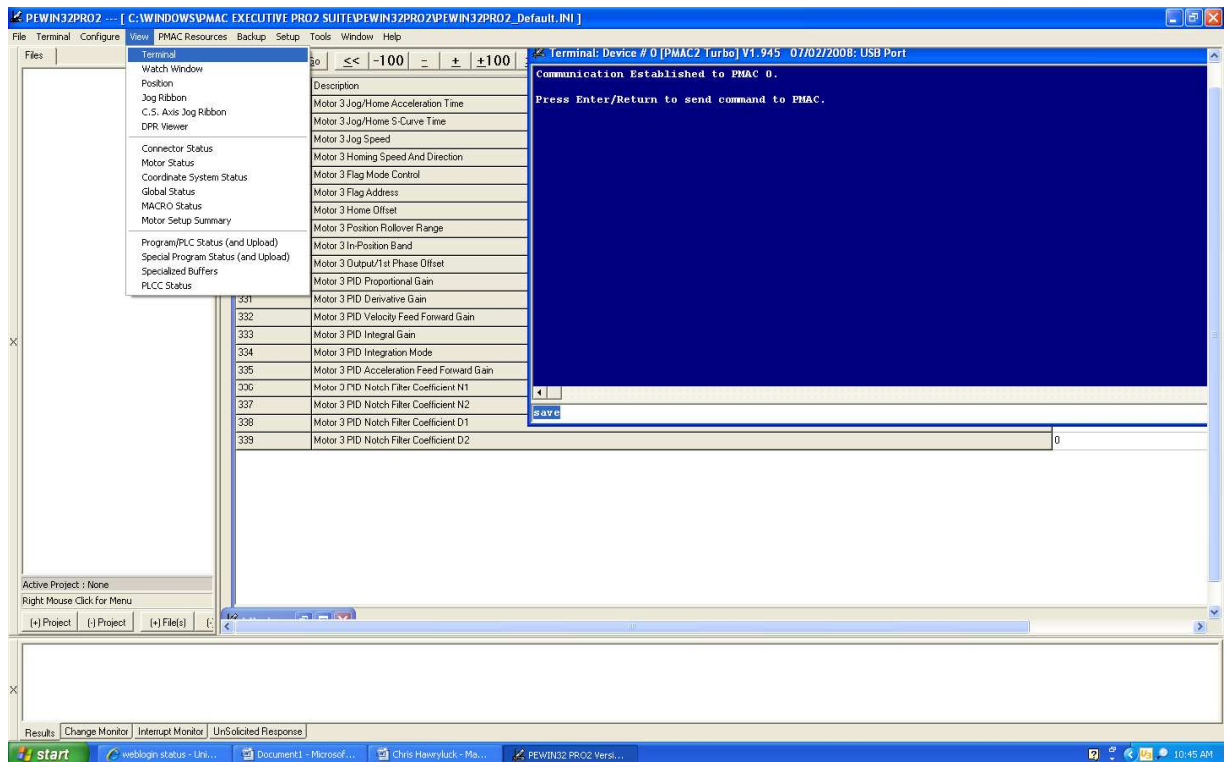 PEWIN32PRO2 --- [ C:\WINDOWS\PMAC EXECUTIVE PRO2 SUITE\PEWIN32PRO2\PEWIN32PRO2_Default.INI ]
File Terminal Configure View PMAC Resources Backup Setup Tools Window Help
Files
Terminal
Watch Window
Position
Jog Ribbon
C.S. Axis Jog Ribbon
DPR Viewer
Connector Status
Motor Status
Coordinate System Status
Global Status
MACRO Status
Motor Setup Summary
Program/PLC Status (and Upload)
Special Program Status (and Upload)
Specialized Buffers
PLCC Status
<< -100 - + +100
Description
Motor 3 Jog/Home Acceleration Time
Motor 3 Jog/Home S-Curve Time
Motor 3 Jog Speed
Motor 3 Homing Speed And Direction
Motor 3 Flag Mode Control
Motor 3 Flag Address
Motor 3 Home Offset
Motor 3 Position Rollover Range
Motor 3 In-Position Band
Motor 3 Output/1st Phase Offset
Motor 3 PID Proportional Gain
331 Motor 3 PID Derivative Gain
332 Motor 3 PID Velocity Feed Forward Gain
333 Motor 3 PID Integral Gain
334 Motor 3 PID Integration Mode
335 Motor 3 PID Acceleration Feed Forward Gain
336 Motor 3 PID Notch Filter Coefficient N1
337 Motor 3 PID Notch Filter Coefficient N2
338 Motor 3 PID Notch Filter Coefficient D1
339 Motor 3 PID Notch Filter Coefficient D2 0
Terminal: Device # 0 [PMAC2 Turbo] V1.945 07/02/2008: USB Port
Communication Established to PMAC 0.
Press Enter/Return to send command to PMAC.
save
Active Project : None
Right Mouse Click for Menu
(+) Project (-) Project (+) File(s)
Results Change Monitor Interrupt Monitor UnSolicited Response
start weblogin status - Uni... Document1 - Microsof... Chris Hawryluck - Ma... PEWIN32 PRO2 Versi... 10:45 AM